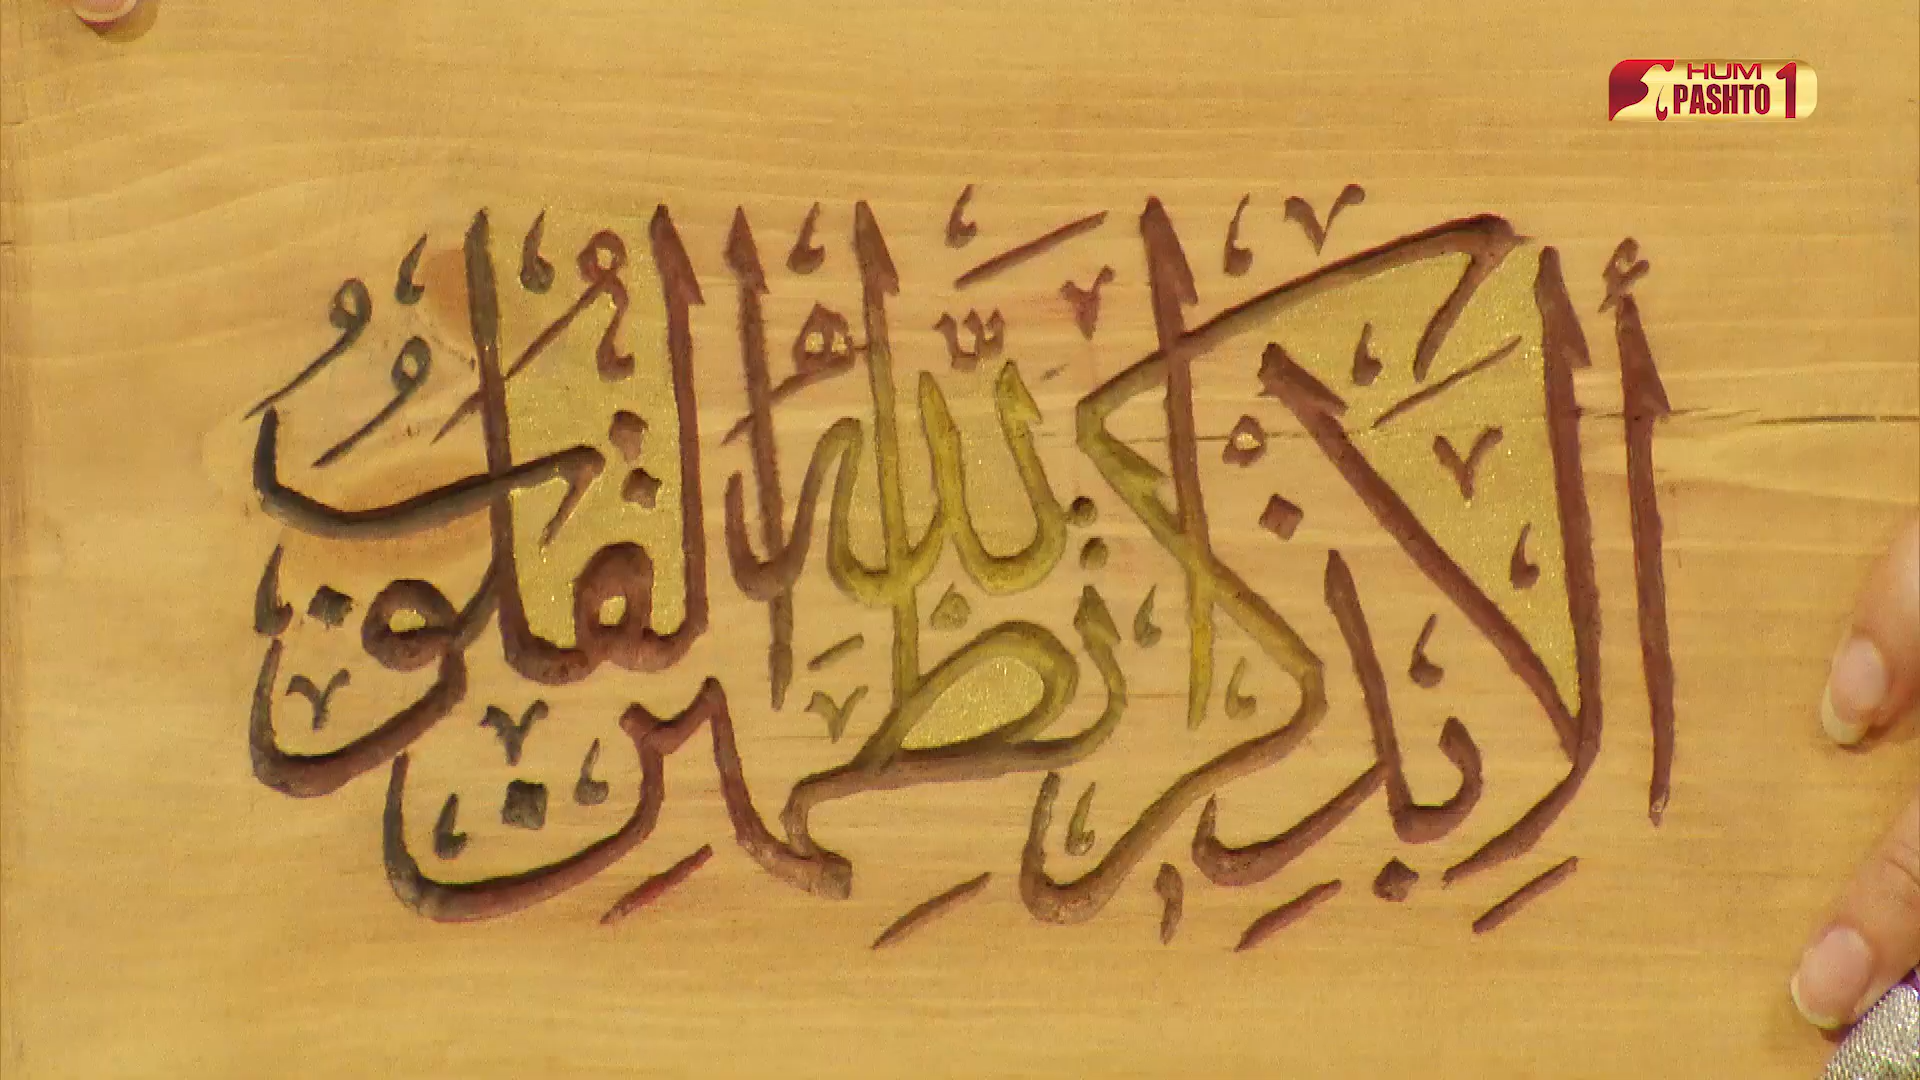 HUM
PASHTO 1
أَلَا بِذِكْرِ اللَّهِ تَطْمَئِنُّ الْقُلُوبُ